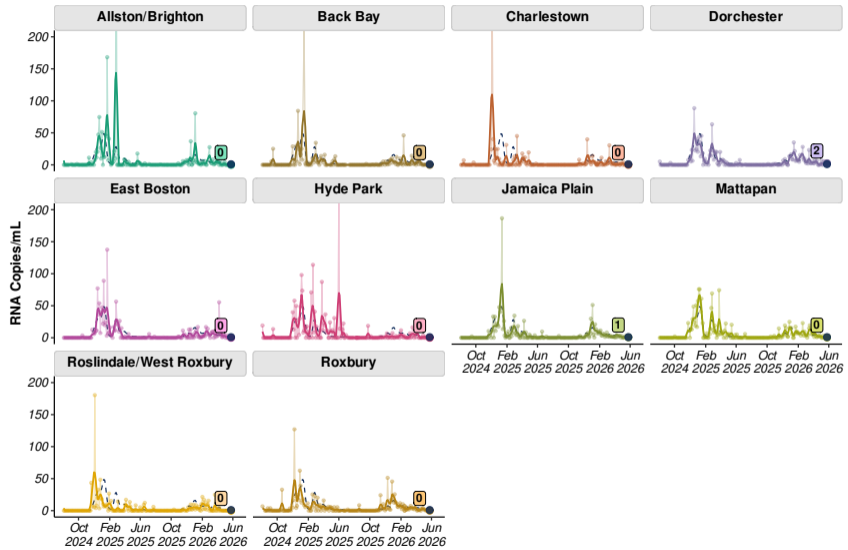 Allston/Brighton
Back Bay
Charlestown
Dorchester
200
150
100
50
0
0
0
0
2
East Boston
Hyde Park
Jamaica Plain
Mattapan
RNA Copies/mL
200
150
100
50
0
0
0
1
0
Oct Feb Jun Oct Feb Jun
2024 2025 2025 2025 2026 2026
Oct Feb Jun Oct Feb Jun
2024 2025 2025 2025 2026 2026
Roslindale/West Roxbury
Roxbury
200
150
100
50
0
0
0
Oct Feb Jun Oct Feb Jun
2024 2025 2025 2025 2026 2026
Oct Feb Jun Oct Feb Jun
2024 2025 2025 2025 2026 2026